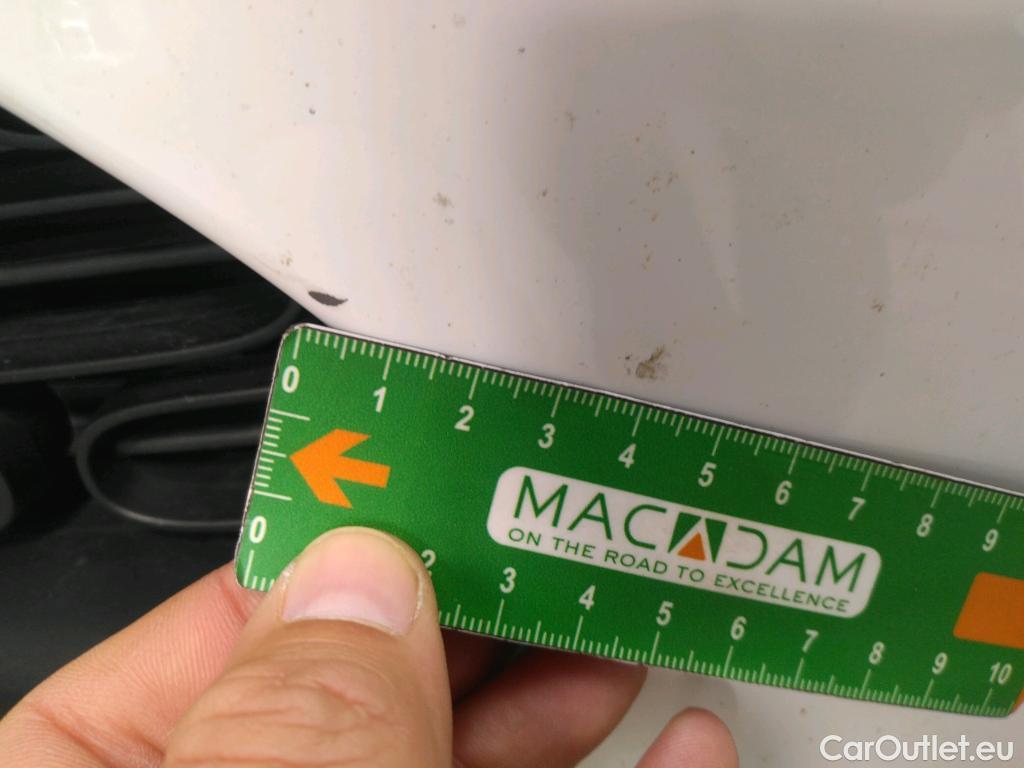 0 1 2 3 4 5 6 7 8 9
MACADAM
ON THE ROAD TO EXCELLENCE
0 2 3 4 5 6 7 8 9 10
CarOutlet.eu